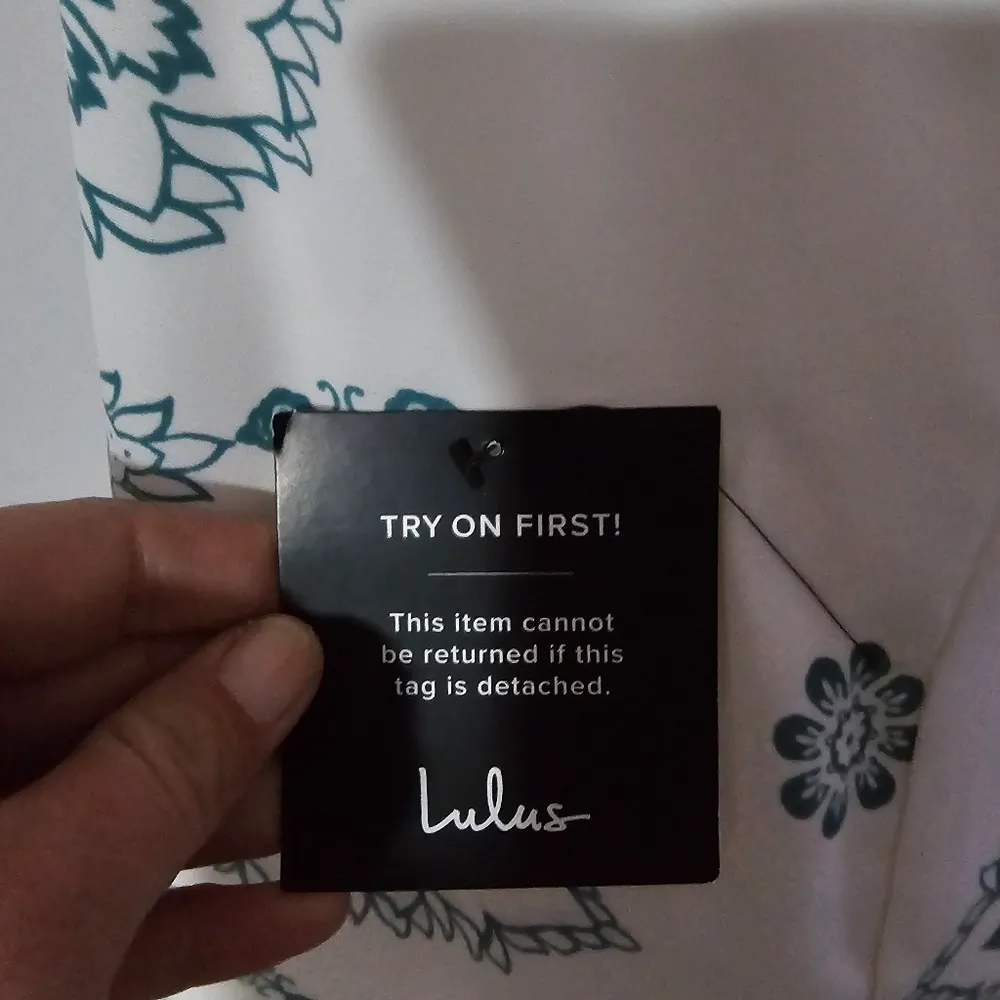 TRY ON FIRST!
This item cannot
be returned if this
tag is detached.
Lulus